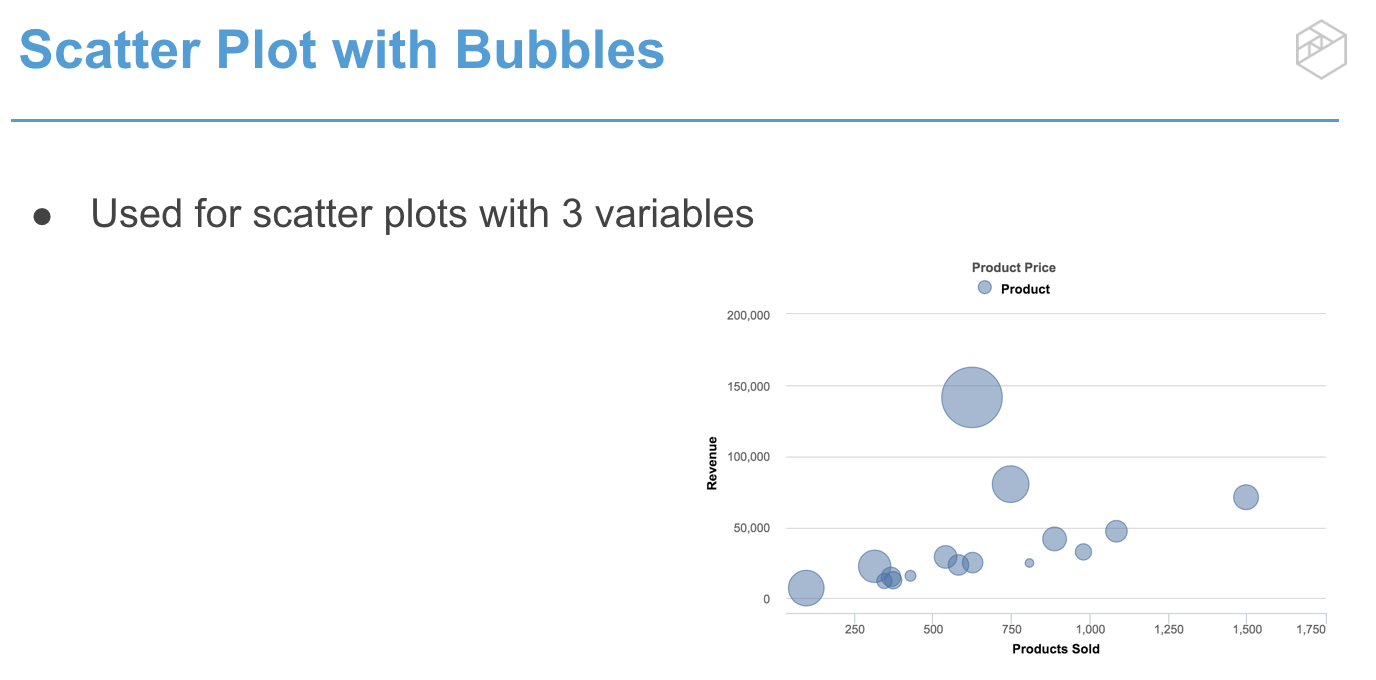 Scatter Plot with Bubbles
● Used for scatter plots with 3 variables
Product Price
Product
200,000
150,000
100,000
50,000
0
Revenue
250 500 750 1,000 1,250 1,500 1,750
Products Sold